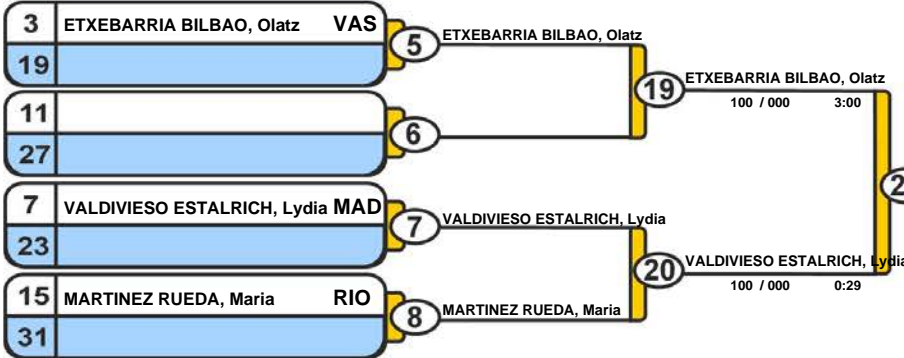 3 ETXEBARRIA BILBAO, Olatz VAS
19
5 ETXEBARRIA BILBAO, Olatz
11
27
6
19 ETXEBARRIA BILBAO, Olatz
100 / 000 3:00
7 VALDIVIESO ESTALRICH, Lydia MAD
23
7 VALDIVIESO ESTALRICH, Lydia
15 MARTINEZ RUEDA, Maria RIO
31
8 MARTINEZ RUEDA, Maria
20 VALDIVIESO ESTALRICH, Lydia
100 / 000 0:29